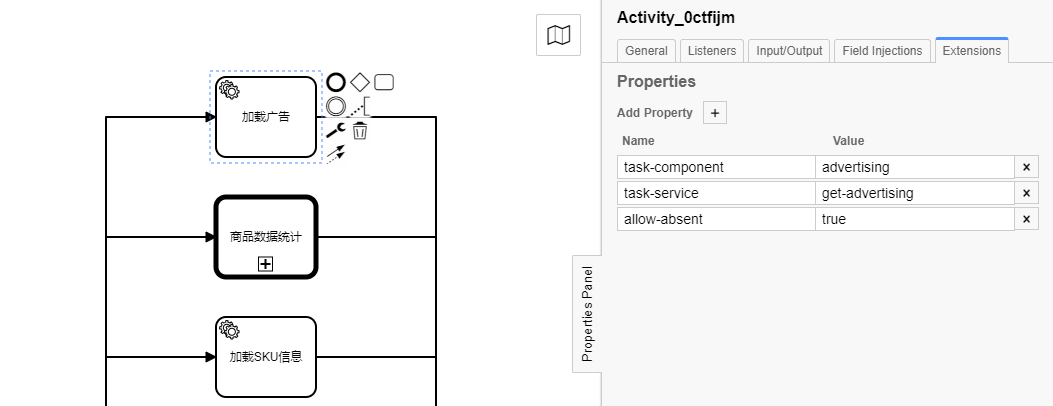 加载广告
商品数据统计
加载SKU信息
Properties Panel
Activity_0ctfijm
General
Listeners
Input/Output
Field Injections
Extensions
Properties
Add Property +
Name Value
task-component advertising ×
task-service get-advertising ×
allow-absent true ×